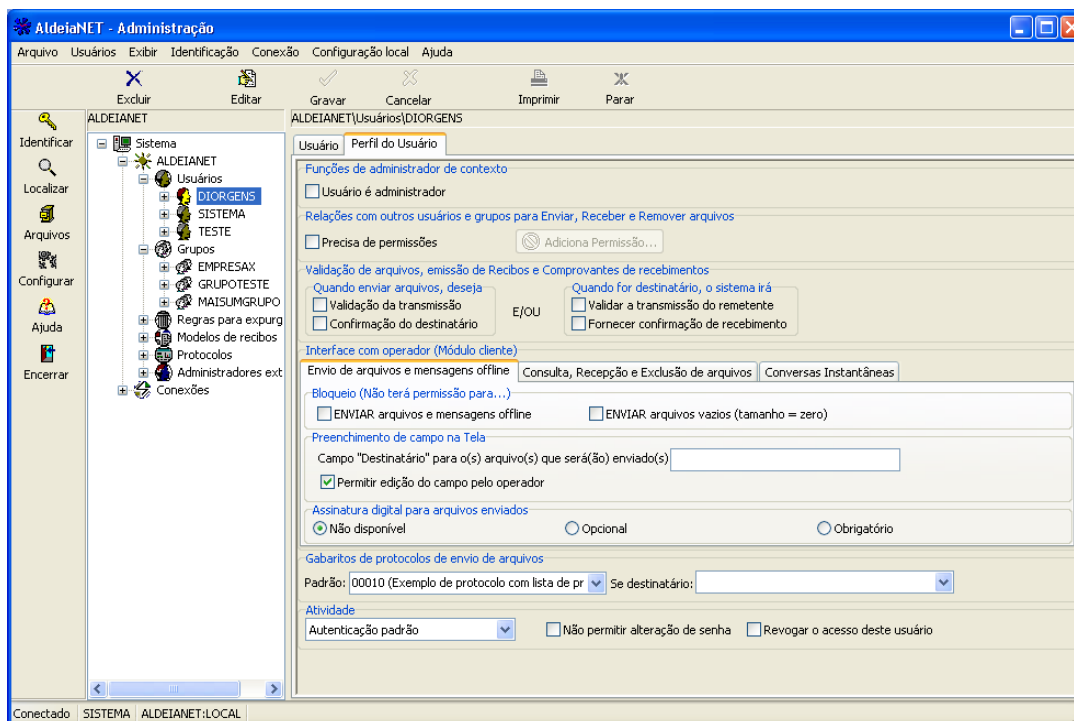 AldeiaNET - Administração
Arquivo Usuários Exibir Identificação Conexão Configuração local Ajuda
Excluir Editar Gravar Cancelar Imprimir Parar
Identificar
Localizar
Arquivos
Configurar
Ajuda
Encerrar
ALDEIANET
Sistema
ALDEIANET
Usuários
DIORGENS
SISTEMA
TESTE
Grupos
EMPRESAX
GRUPOTESTE
MAISUMGRUPO
Regras para expurg
Modelos de recibos
Protocolos
Administradores ext
Conexões
ALDEIANET\Usuários\DIORGENS
Usuário Perfil do Usuário
Funções de administrador de contexto
Usuário é administrador
Relações com outros usuários e grupos para Enviar, Receber e Remover arquivos
Precisa de permissões Adiciona Permissão...
Validação de arquivos, emissão de Recibos e Comprovantes de recebimentos
Quando enviar arquivos, deseja
Validação da transmissão
Confirmação do destinatário
E/OU
Quando for destinatário, o sistema irá
Validar a transmissão do remetente
Fornecer confirmação de recebimento
Interface com operador (Módulo cliente)
Envio de arquivos e mensagens offline Consulta, Recepção e Exclusão de arquivos Conversas Instantâneas
Bloqueio (Não terá permissão para...)
ENVIAR arquivos e mensagens offline ENVIAR arquivos vazios (tamanho = zero)
Preenchimento de campo na Tela
Campo "Destinatário" para o(s) arquivo(s) que será(ão) enviado(s)
Permitir edição do campo pelo operador
Assinatura digital para arquivos enviados
Não disponível Opcional Obrigatório
Gabaritos de protocolos de envio de arquivos
Padrão: 00010 (Exemplo de protocolo com lista de pr Se destinatário:
Atividade
Autenticação padrão Não permitir alteração de senha Revogar o acesso deste usuário
Conectado SISTEMA ALDEIANET:LOCAL